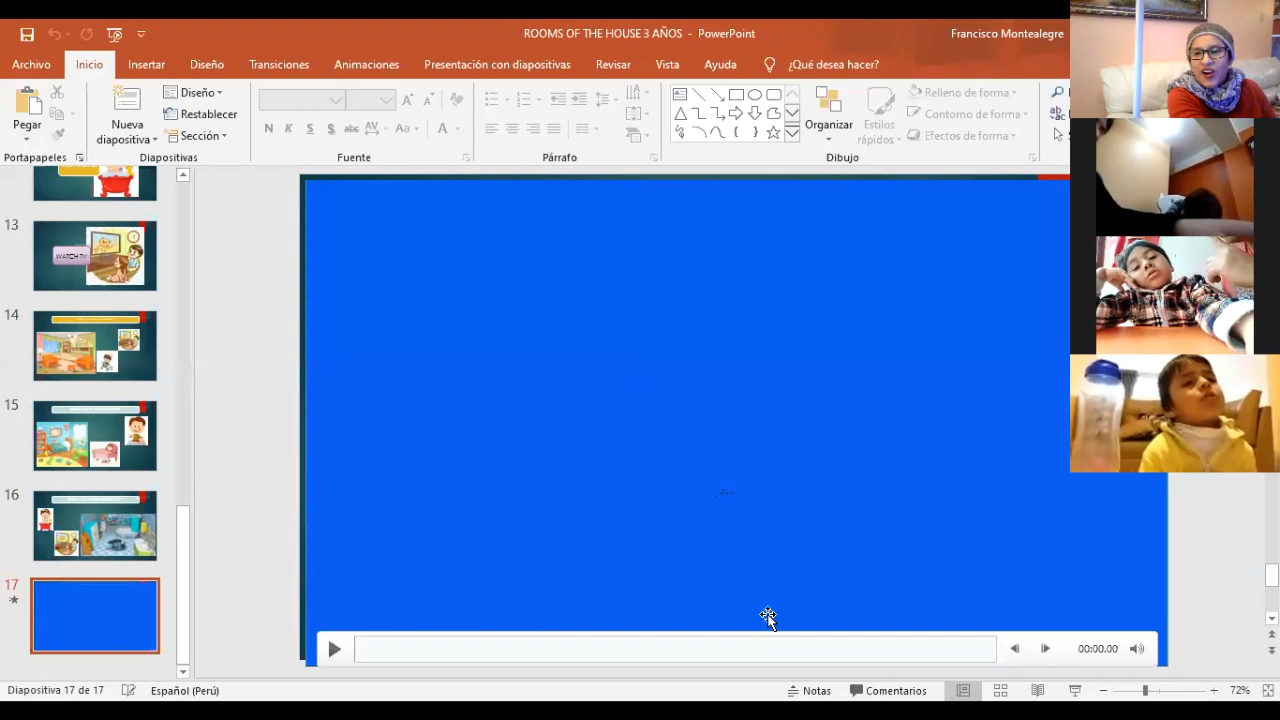 ROOMS OF THE HOUSE 3 AÑOS - PowerPoint
Francisco Montealegre
Archivo Inicio Insertar Diseño Transiciones Animaciones Presentación con diapositivas Revisar Vista Ayuda ¿Qué desea hacer?
Pegar
Portapapeles
Nueva diapositiva
Diseño
Restablecer
Sección
Diapositivas
N K S S abc AV Aa A
Fuente
Párrafo
Organizar
Estilos rápidos
Relleno de forma
Contorno de forma
Efectos de forma
Dibujo
13
WATCH TV
14
15
16
17
00:00.00
Diapositiva 17 de 17 Español (Perú) Notas Comentarios 72%